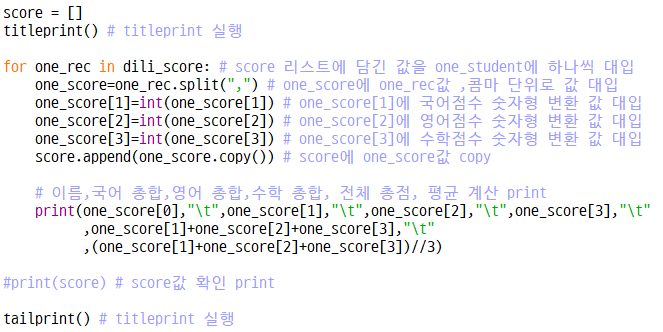 score = []
titleprint() # titleprint 실행
for one_rec in dili_score: # score 리스트에 담긴 값을 one_student에 하나씩 대입
one_score=one_rec.split(",") # one_score에 one_rec값 ,콤마 단위로 값 대입
one_score[1]=int(one_score[1]) # one_score[1]에 국어점수 숫자형 변환 값 대입
one_score[2]=int(one_score[2]) # one_score[2]에 영어점수 숫자형 변환 값 대입
one_score[3]=int(one_score[3]) # one_score[3]에 수학점수 숫자형 변환 값 대입
score.append(one_score.copy()) # score에 one_score값 copy
# 이름,국어 총합,영어 총합,수학 총합, 전체 총점, 평균 계산 print
print(one_score[0],"\t",one_score[1],"\t",one_score[2],"\t",one_score[3],"\t"
,one_score[1]+one_score[2]+one_score[3],"\t"
,(one_score[1]+one_score[2]+one_score[3])//3)
#print(score) # score값 확인 print
tailprint() # titleprint 실행